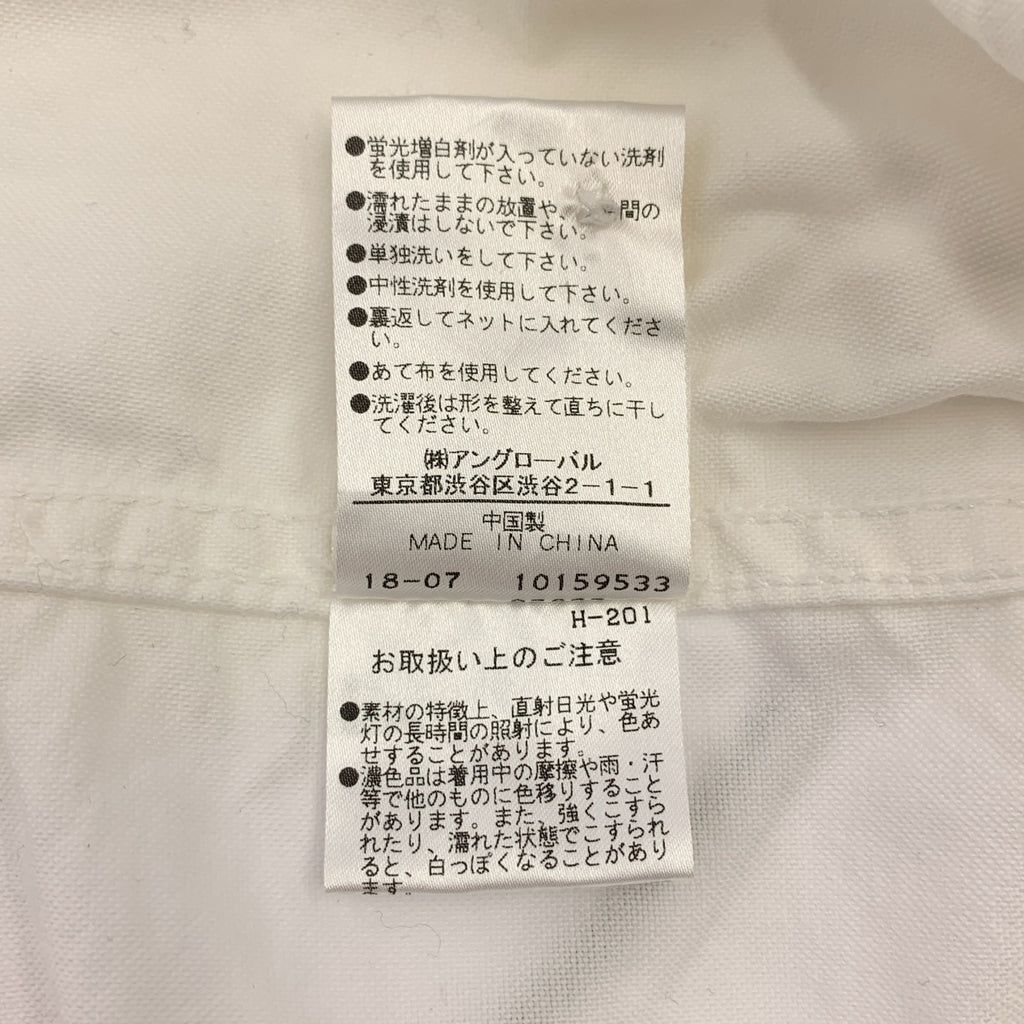 ●蛍光増白剤が入っていない洗剤
を使用して下さい。
●濡れたままの放置や、 間の
浸漬はしないで下さい。
●単独洗いをして下さい。
●中性洗剤を使用して下さい。
●裏返してネットに入れてくださ
い。
●あて布を使用してください。
●洗濯後は形を整えて直ちに干し
てください。
㈱アングローバル
東京都渋谷区渋谷2-1-1
中国製
MADE IN CHINA
18-07 10159533
H-201
お取扱い上のご注意
●素材の特徴上、直射日光や蛍光
灯の長時間の照射により、色あ
せすることがあります。
●濃色品は着用中の摩擦や雨・汗
等で他のものに色移りすること
があります。また、強くこすら
れたり、濡れた状態でこすられ
ると、白っぽくなることがあり
ます。